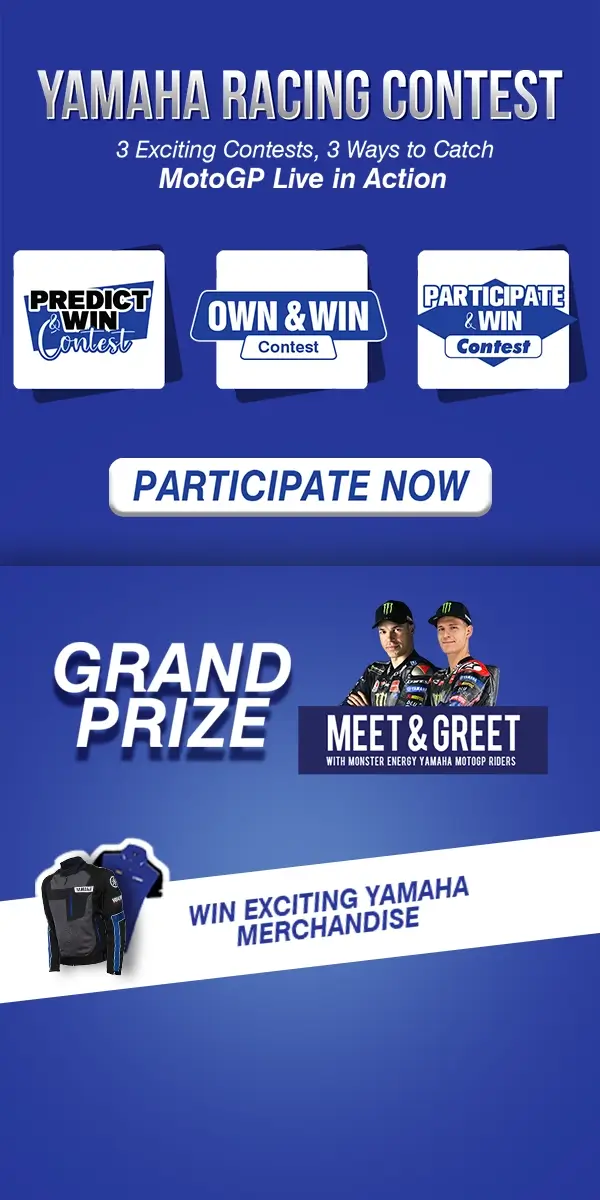 YAMAHA RACING CONTEST
3 Exciting Contests, 3 Ways to Catch
MotoGP Live in Action
PREDICT
& WIN
Contest
OWN & WIN
Contest
PARTICIPATE
& WIN
Contest
PARTICIPATE NOW
GRAND
PRIZE
MEET & GREET
WITH MONSTER ENERGY YAMAHA MOTOGP RIDERS
YAMAHA
WIN EXCITING YAMAHA
MERCHANDISE